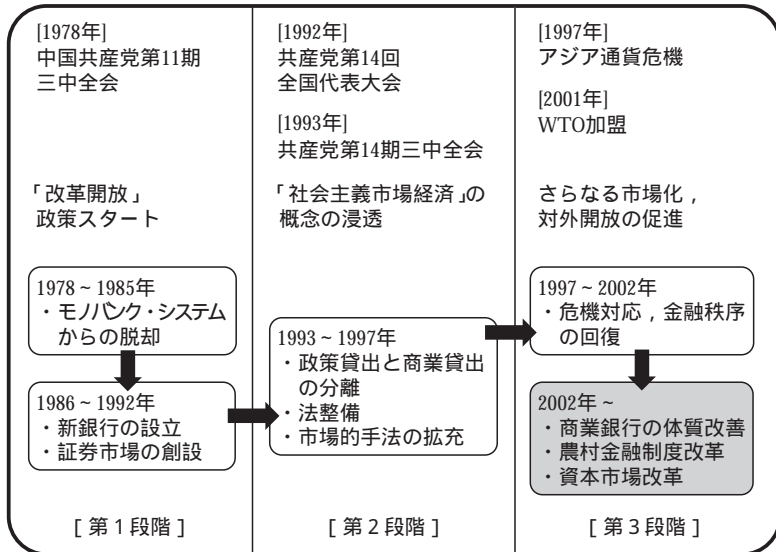 [1978年]
中国共産党第11期
三中全会
「改革開放」
政策スタート
1978～1985年
・モノバンク・システム
からの脱却
1986～1992年
・新銀行の設立
・証券市場の創設
[第1段階]
[1992年]
共産党第14回
全国代表大会
[1993年]
共産党第14期三中全会
「社会主義市場経済」の
概念の浸透
1993～1997年
・政策貸出と商業貸出
の分離
・法整備
・市場的手法の拡充
[第2段階]
[1997年]
アジア通貨危機
[2001年]
WTO加盟
さらなる市場化，
対外開放の促進
1997～2002年
・危機対応，金融秩序
の回復
2002年～
・商業銀行の体質改善
・農村金融制度改革
・資本市場改革
[第3段階]